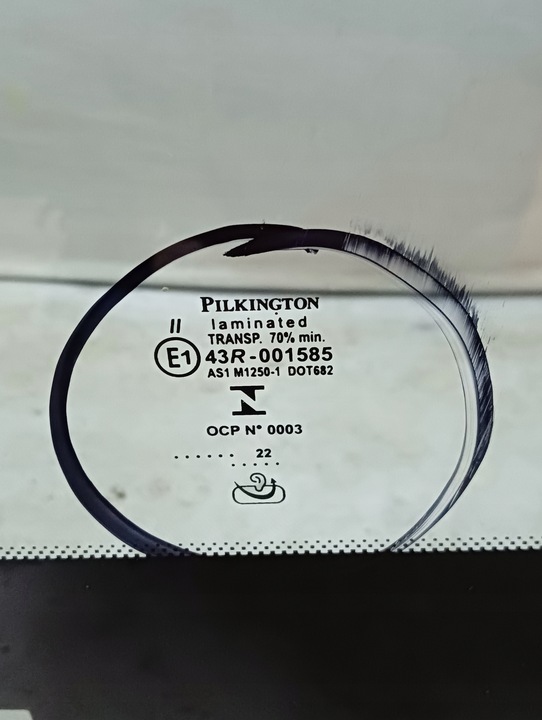 PILKINGTON
II laminated
TRANSP. 70% min.
E1 43R-001585
AS1 M1250-1 DOT682
OCP N° 0003
...... 22
.....